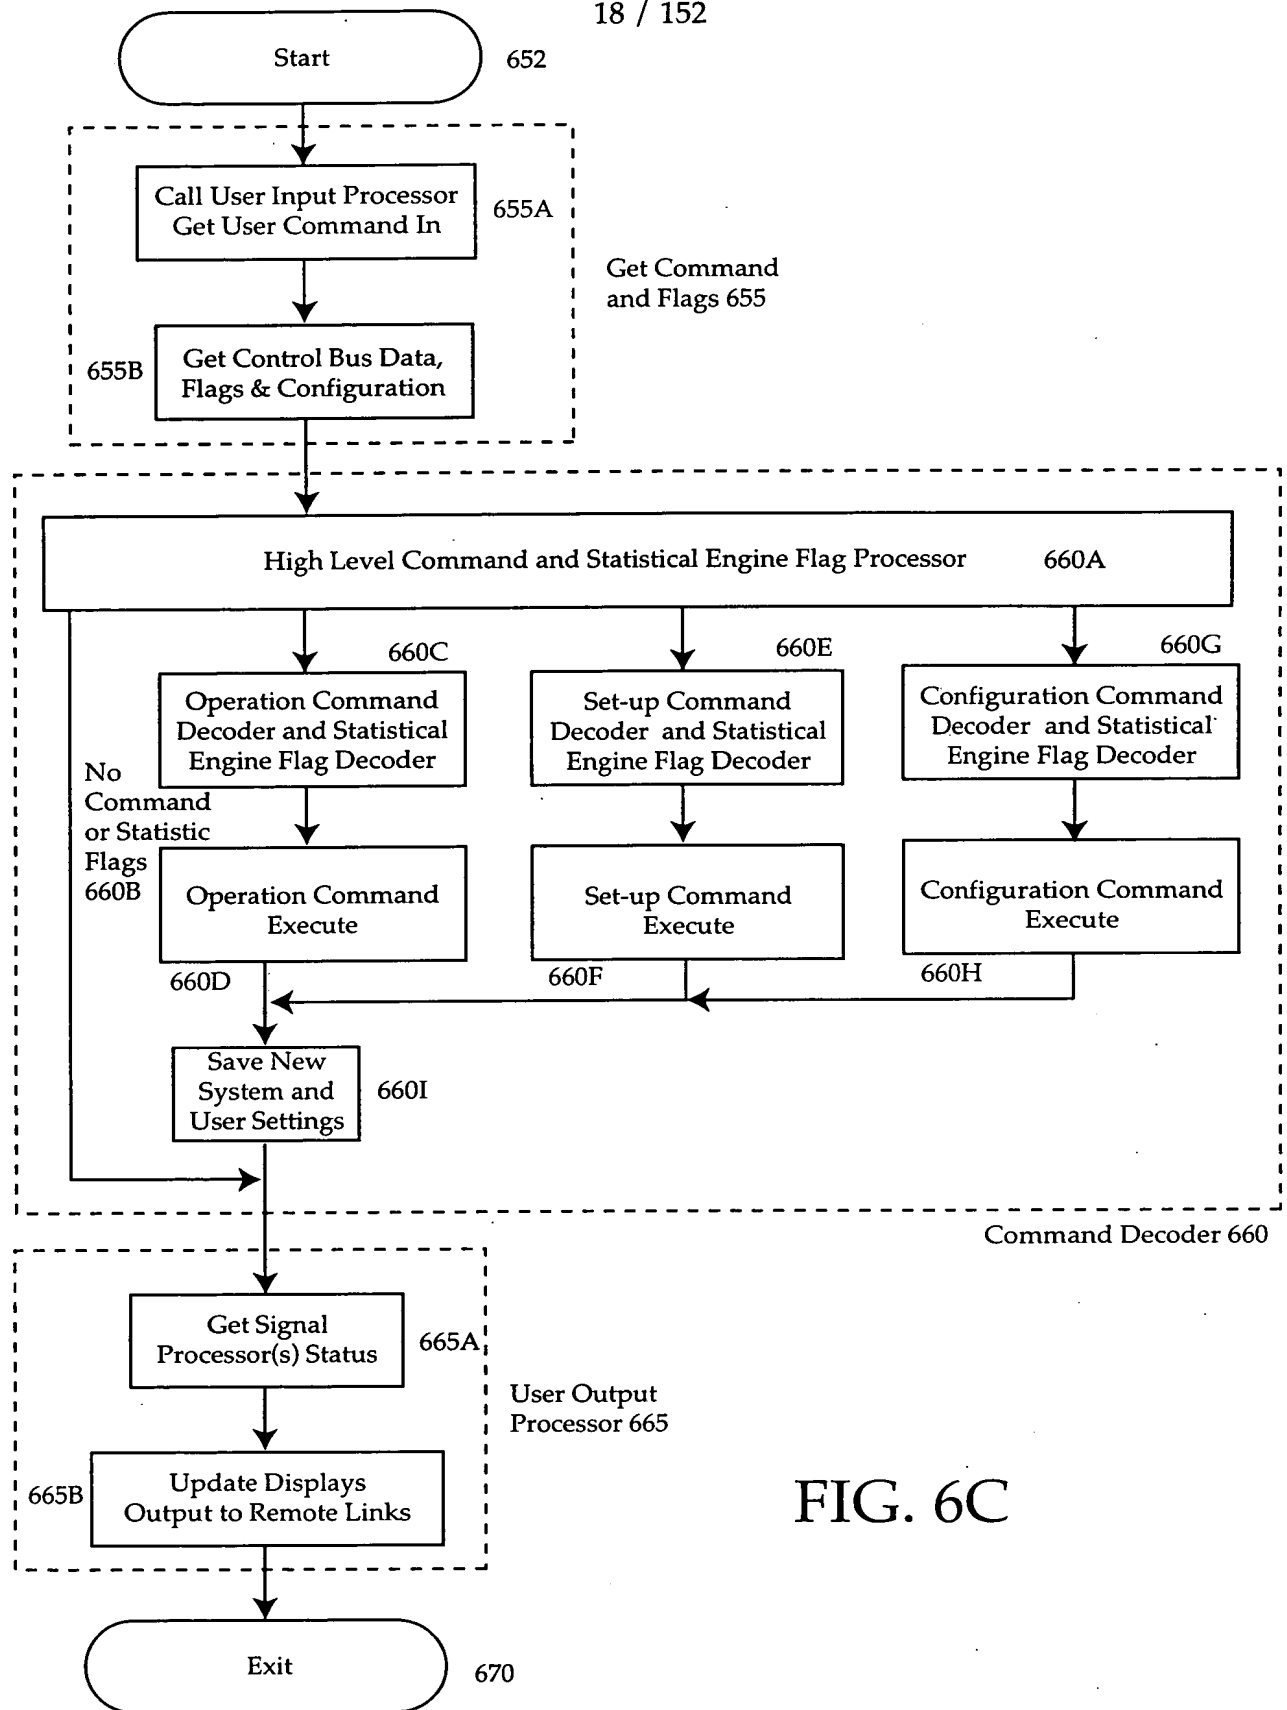 18 / 152
Start
652
Call User Input Processor
Get User Command In
655A
Get Command
and Flags 655
655B
Get Control Bus Data,
Flags & Configuration
High Level Command and Statistical Engine Flag Processor 660A
660C
660E
660G
Operation Command
Decoder and Statistical
Engine Flag Decoder
Set-up Command
Decoder and Statistical
Engine Flag Decoder
Configuration Command
Decoder and Statistical
Engine Flag Decoder
No
Command
or Statistic
Flags
660B
Operation Command
Execute
Set-up Command
Execute
Configuration Command
Execute
660D
660F
660H
Save New
System and
User Settings
660I
Command Decoder 660
Get Signal
Processor(s) Status
665A
User Output
Processor 665
665B
Update Displays
Output to Remote Links
FIG. 6C
Exit
670